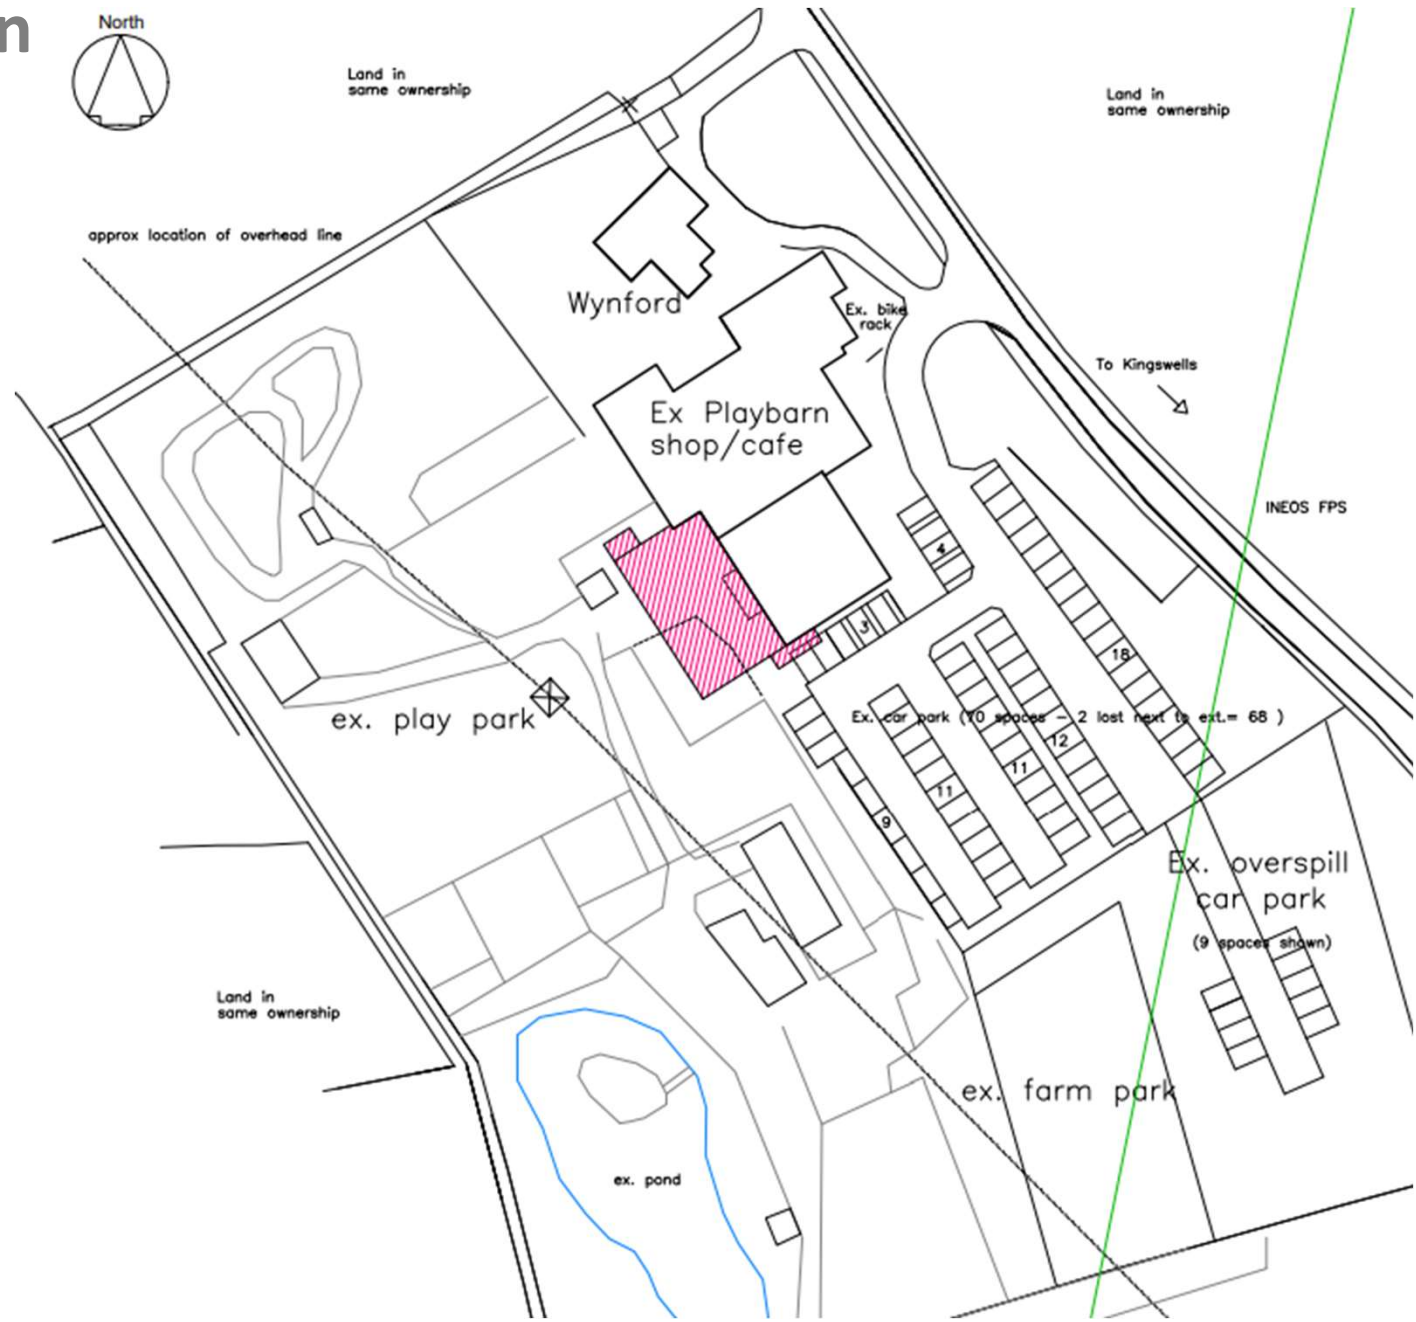 n
North
Land in
same ownership
Land in
same ownership
approx location of overhead line
Wynford
Ex. bike
rack
To Kingswells
Ex Playbarn
shop/cafe
INEOS FPS
4
3
18
ex. play park
Ex. car park (70 spaces - 2 lost next to ext.= 68 )
12
11
11
9
Ex. overspill
car park
(9 spaces shown)
Land in
same ownership
ex. farm park
ex. pond